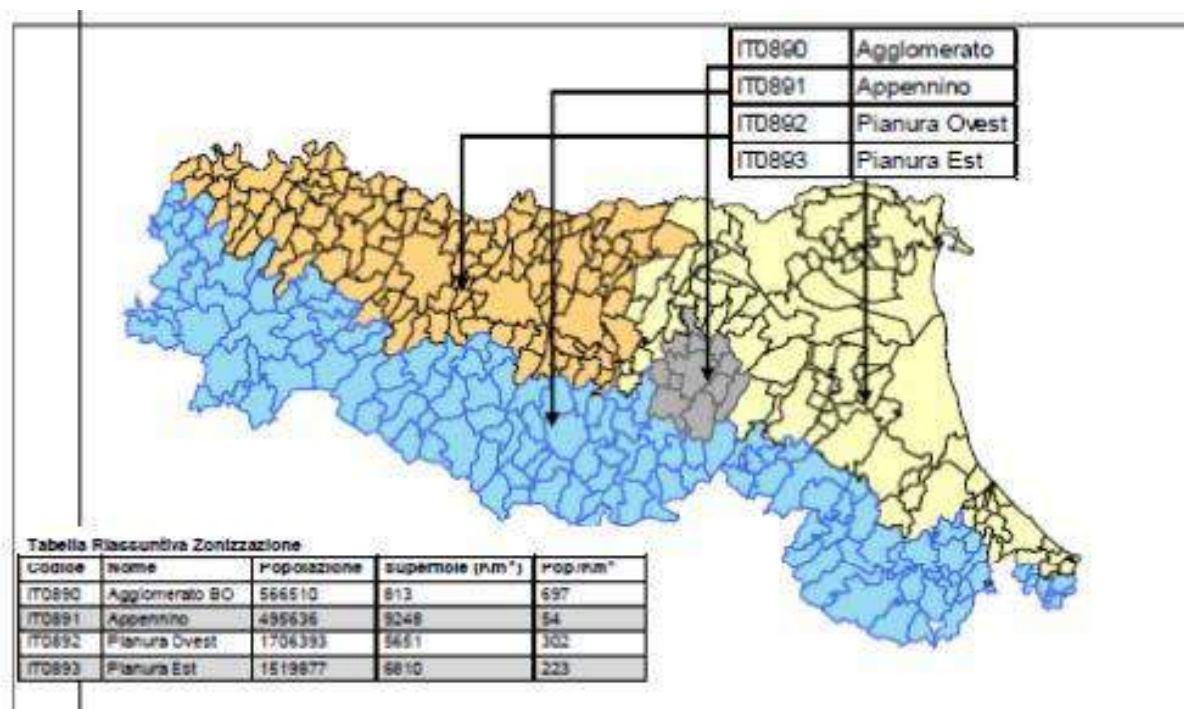 IT0890 Agglomerato
IT0891 Appennino
IT0892 Pianura Ovest
IT0893 Pianura Est
Tabella Riassuntiva Zonizzazione
Codice Nome Popolazione Superficie (Km²) Pop/Km²
IT0890 Agglomerato BO 566510 813 697
IT0891 Appennino 495636 9248 54
IT0892 Pianura Ovest 1706393 5651 302
IT0893 Pianura Est 1519877 6810 223